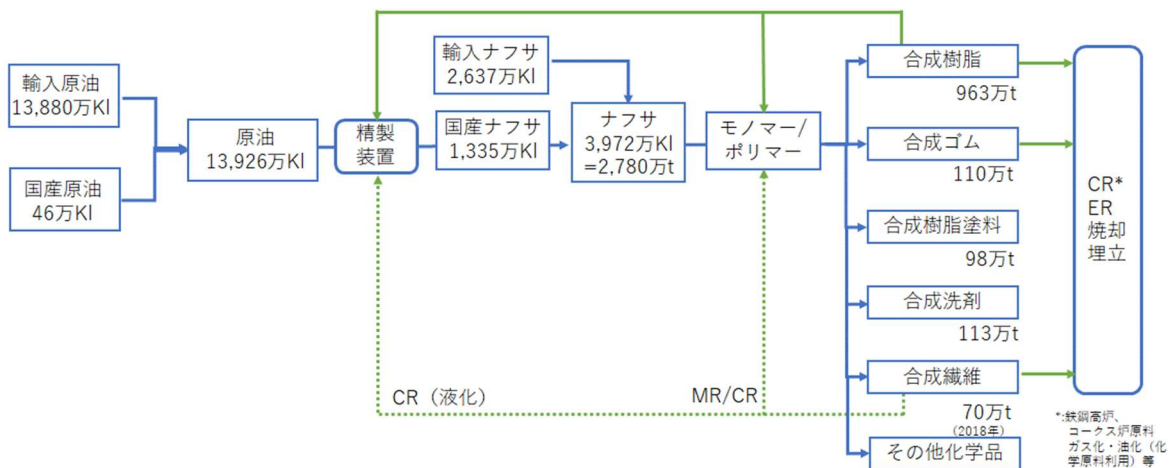 輸入原油
13,880万Kl
国産原油
46万Kl
原油
13,926万Kl
精製
装置
輸入ナフサ
2,637万Kl
国産ナフサ
1,335万Kl
ナフサ
3,972万Kl
=2,780万t
モノマー/
ポリマー
合成樹脂
963万t
合成ゴム
110万t
合成樹脂塗料
98万t
合成洗剤
113万t
合成繊維
70万t
(2018年)
その他化学品
CR（液化）
MR/CR
CR*
ER
焼却
埋立
*:鉄鋼高炉、
コークス炉原料
ガス化・油化（化
学原料利用）等